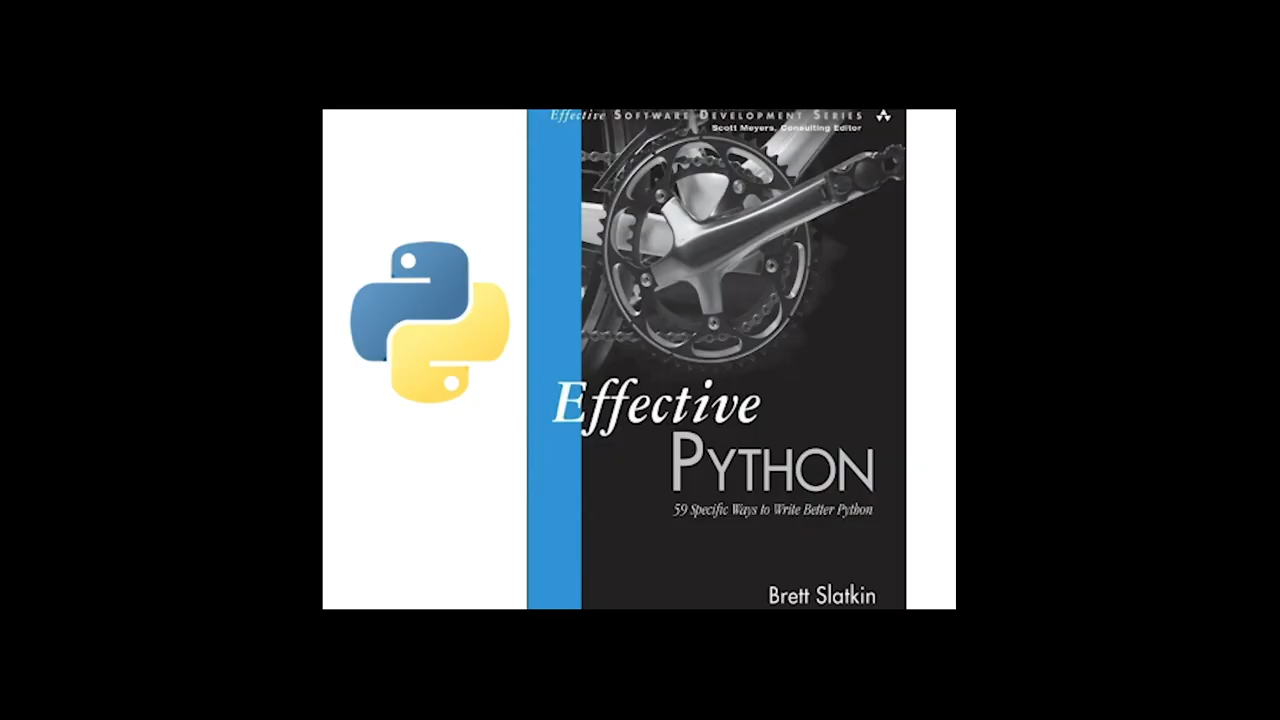 Effective SOFTWARE DEVELOPMENT SERIES
Scott Meyers, Consulting Editor
Effective
PYTHON
59 Specific Ways to Write Better Python
Brett Slatkin